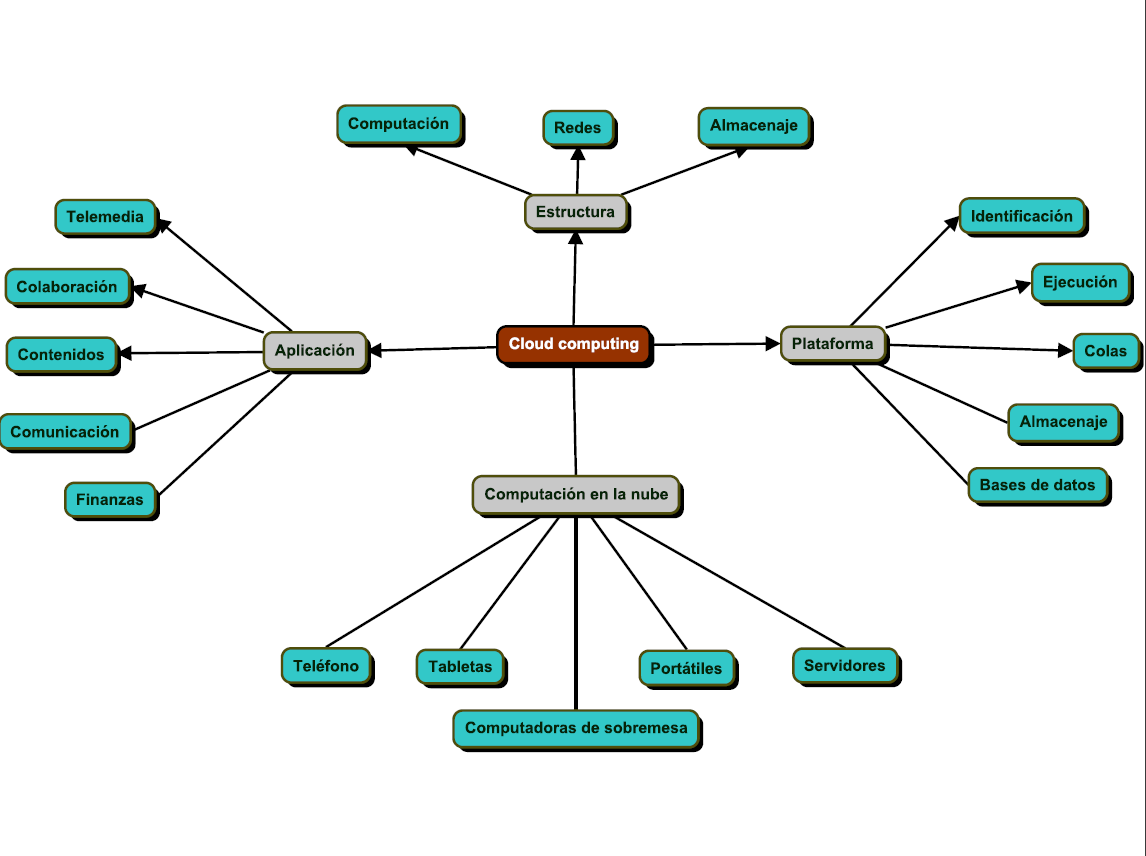 Computación
Redes
Almacenaje
Estructura
Telemedia
Identificación
Colaboración
Ejecución
Contenidos
Aplicación
Cloud computing
Plataforma
Colas
Comunicación
Almacenaje
Finanzas
Computación en la nube
Bases de datos
Teléfono
Tabletas
Portátiles
Servidores
Computadoras de sobremesa